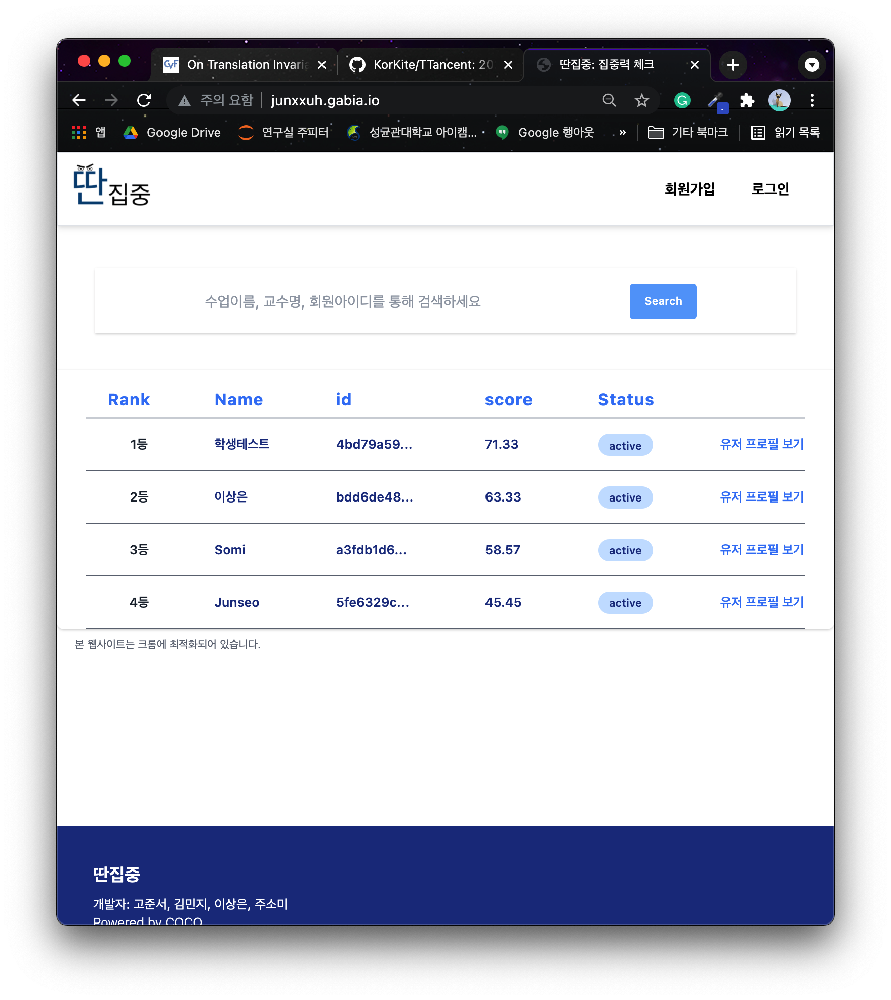 On Translation Invaria
KorKite/TTancent: 20
딴집중: 집중력 체크
주의 요함 junxxuh.gabia.io
앱 Google Drive 연구실 주피터 성균관대학교 아이캠... Google 행아웃 » 기타 북마크 읽기 목록
딴집중
회원가입 로그인
수업이름, 교수명, 회원아이디를 통해 검색하세요 Search
Rank Name id score Status
1등 학생테스트 4bd79a59... 71.33 active 유저 프로필 보기
2등 이상은 bdd6de48... 63.33 active 유저 프로필 보기
3등 Somi a3fdb1d6... 58.57 active 유저 프로필 보기
4등 Junseo 5fe6329c... 45.45 active 유저 프로필 보기
본 웹사이트는 크롬에 최적화되어 있습니다.
딴집중
개발자: 고준서, 김민지, 이상은, 주소미
Powered by COCO